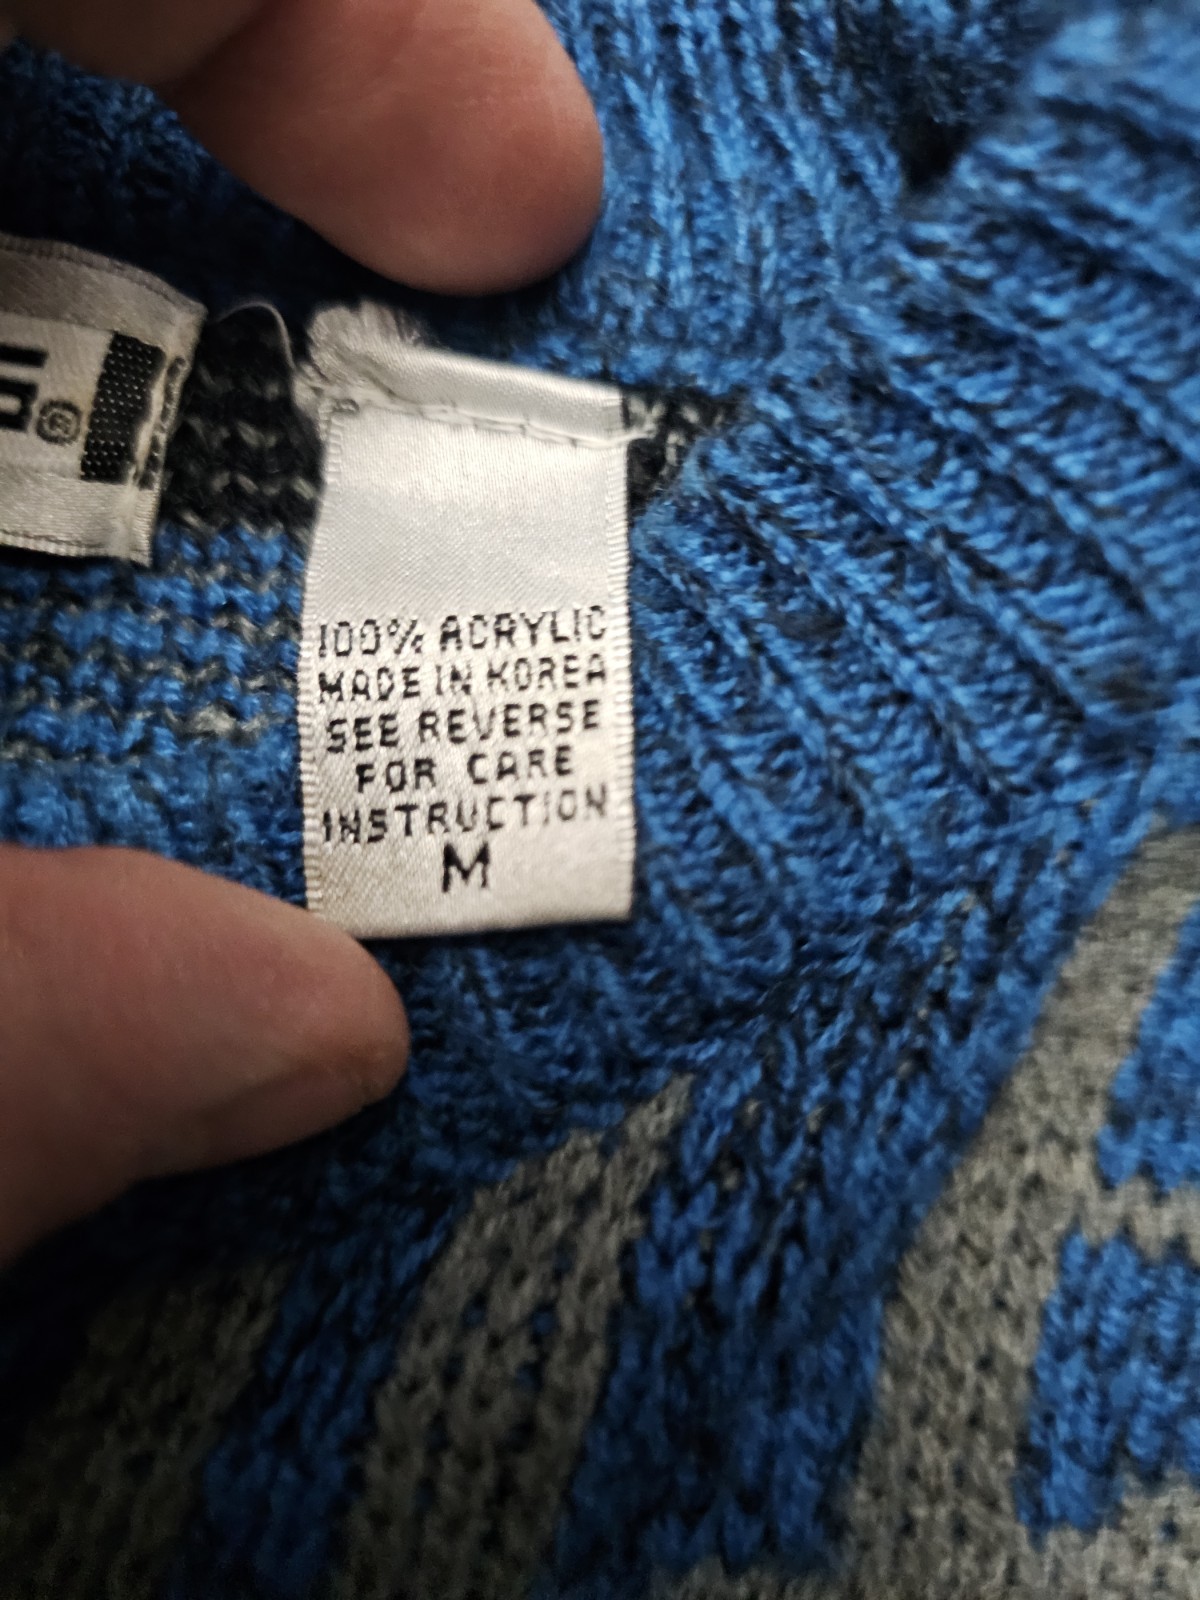 ®
100% ACRYLIC
MADE IN KOREA
SEE REVERSE
FOR CARE
INSTRUCTION
M